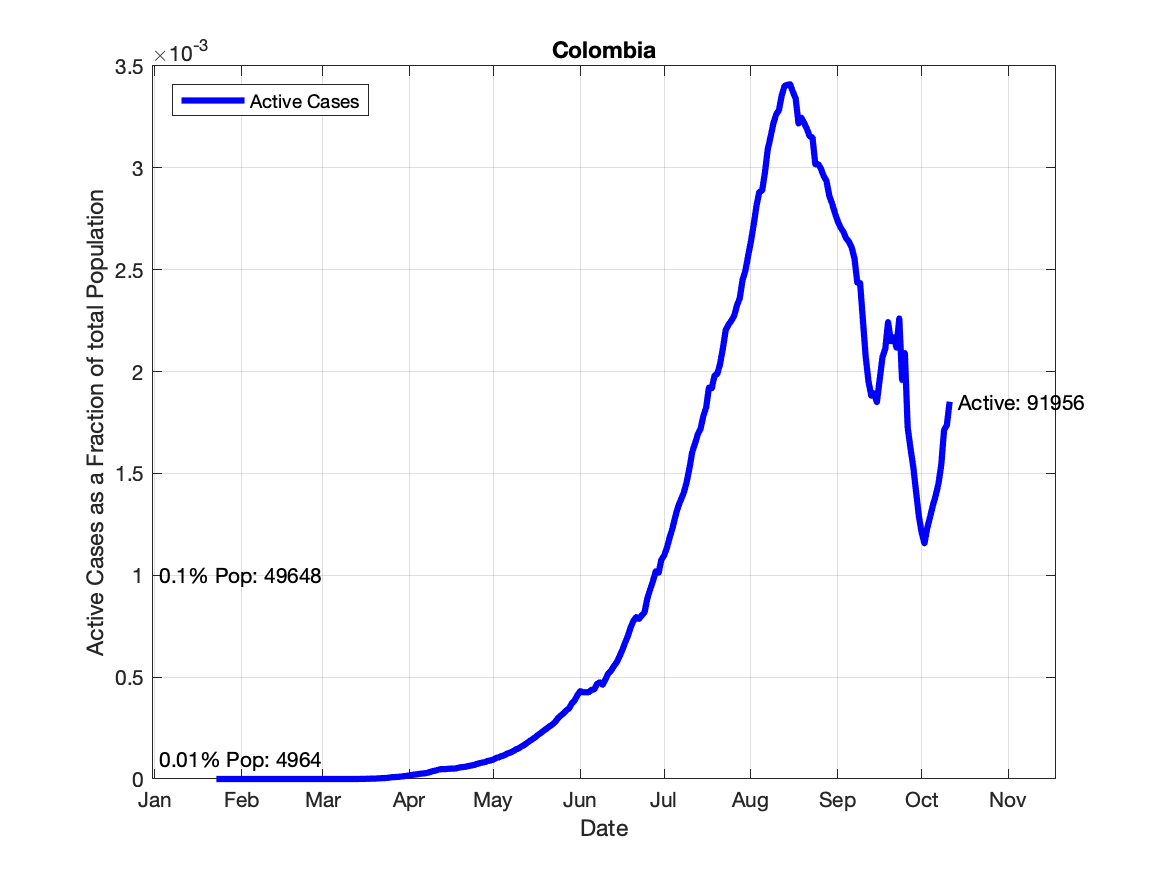 Colombia
×10-3
Active Cases
3.5
3
2.5
2
1.5
1
0.5
0
Active Cases as a Fraction of total Population
Active: 91956
0.1% Pop: 49648
0.01% Pop: 4964
Jan Feb Mar Apr May Jun Jul Aug Sep Oct Nov
Date